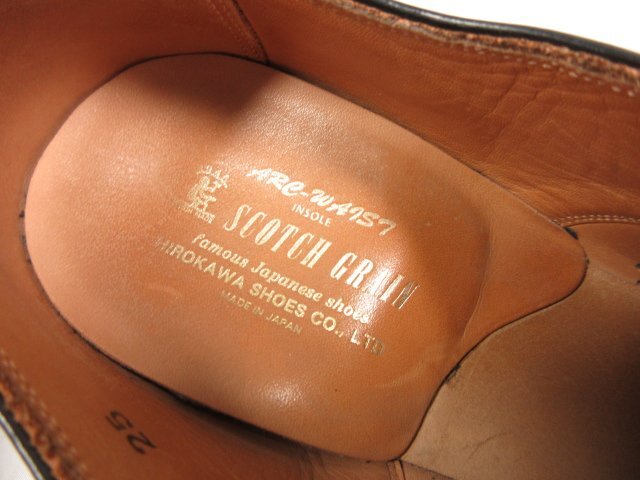 ARC-WAIST
INSOLE
SCOTCH GRAIN
famous Japanese shoes
HIROKAWA SHOES CO., LTD
MADE IN JAPAN
25